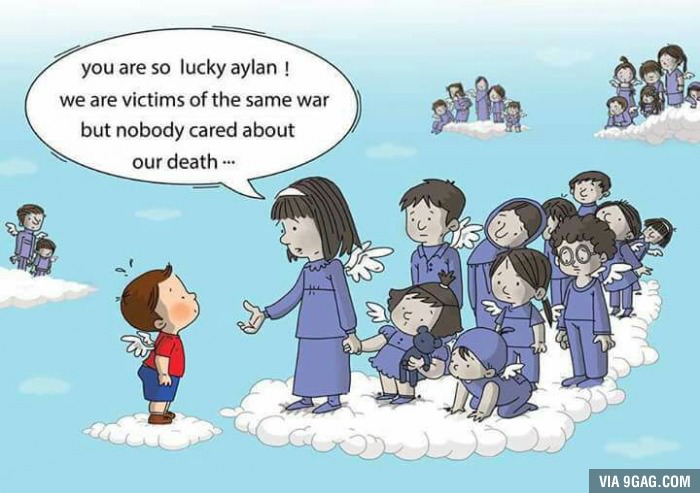 you are so lucky aylan !
we are victims of the same war
but nobody cared about
our death ...
VIA 9GAG.COM